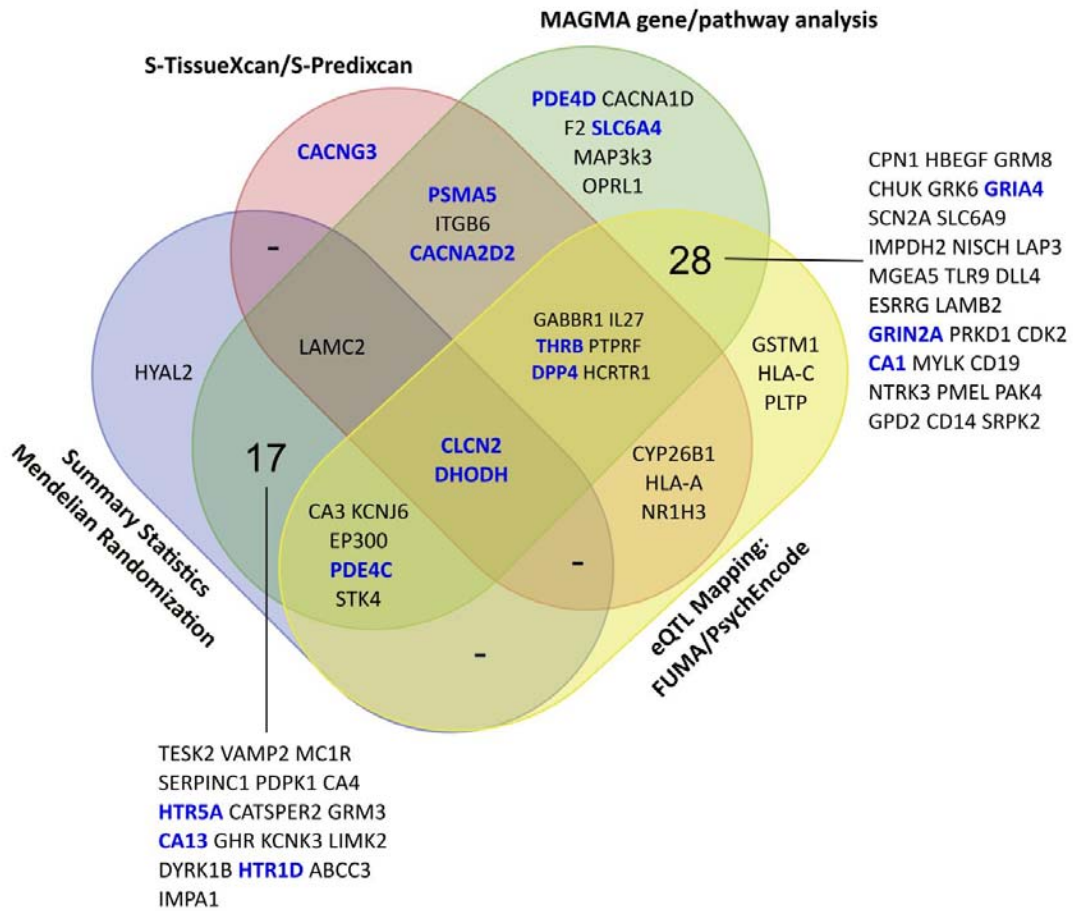 MAGMA gene/pathway analysis
S-TissueXcan/S-Predixcan
PDE4D CACNA1D
F2 SLC6A4
MAP3k3
OPRL1
CACNG3
PSMA5
ITGB6
CACNA2D2
-
28
CPN1 HBEGF GRM8
CHUK GRK6 GRIA4
SCN2A SLC6A9
IMPDH2 NISCH LAP3
MGEA5 TLR9 DLL4
ESRRG LAMB2
GRIN2A PRKD1 CDK2
CA1 MYLK CD19
NTRK3 PMEL PAK4
GPD2 CD14 SRPK2
HYAL2
LAMC2
GABBR1 IL27
THRB PTPRF
DPP4 HCRTR1
GSTM1
HLA-C
PLTP
17
CLCN2
DHODH
CYP26B1
HLA-A
NR1H3
CA3 KCNJ6
EP300
PDE4C
STK4
-
-
Summary Statistics
Mendelian Randomization
eQTL Mapping:
FUMA/PsychEncode
TESK2 VAMP2 MC1R
SERPINC1 PDPK1 CA4
HTR5A CATSPER2 GRM3
CA13 GHR KCNK3 LIMK2
DYRK1B HTR1D ABCC3
IMPA1